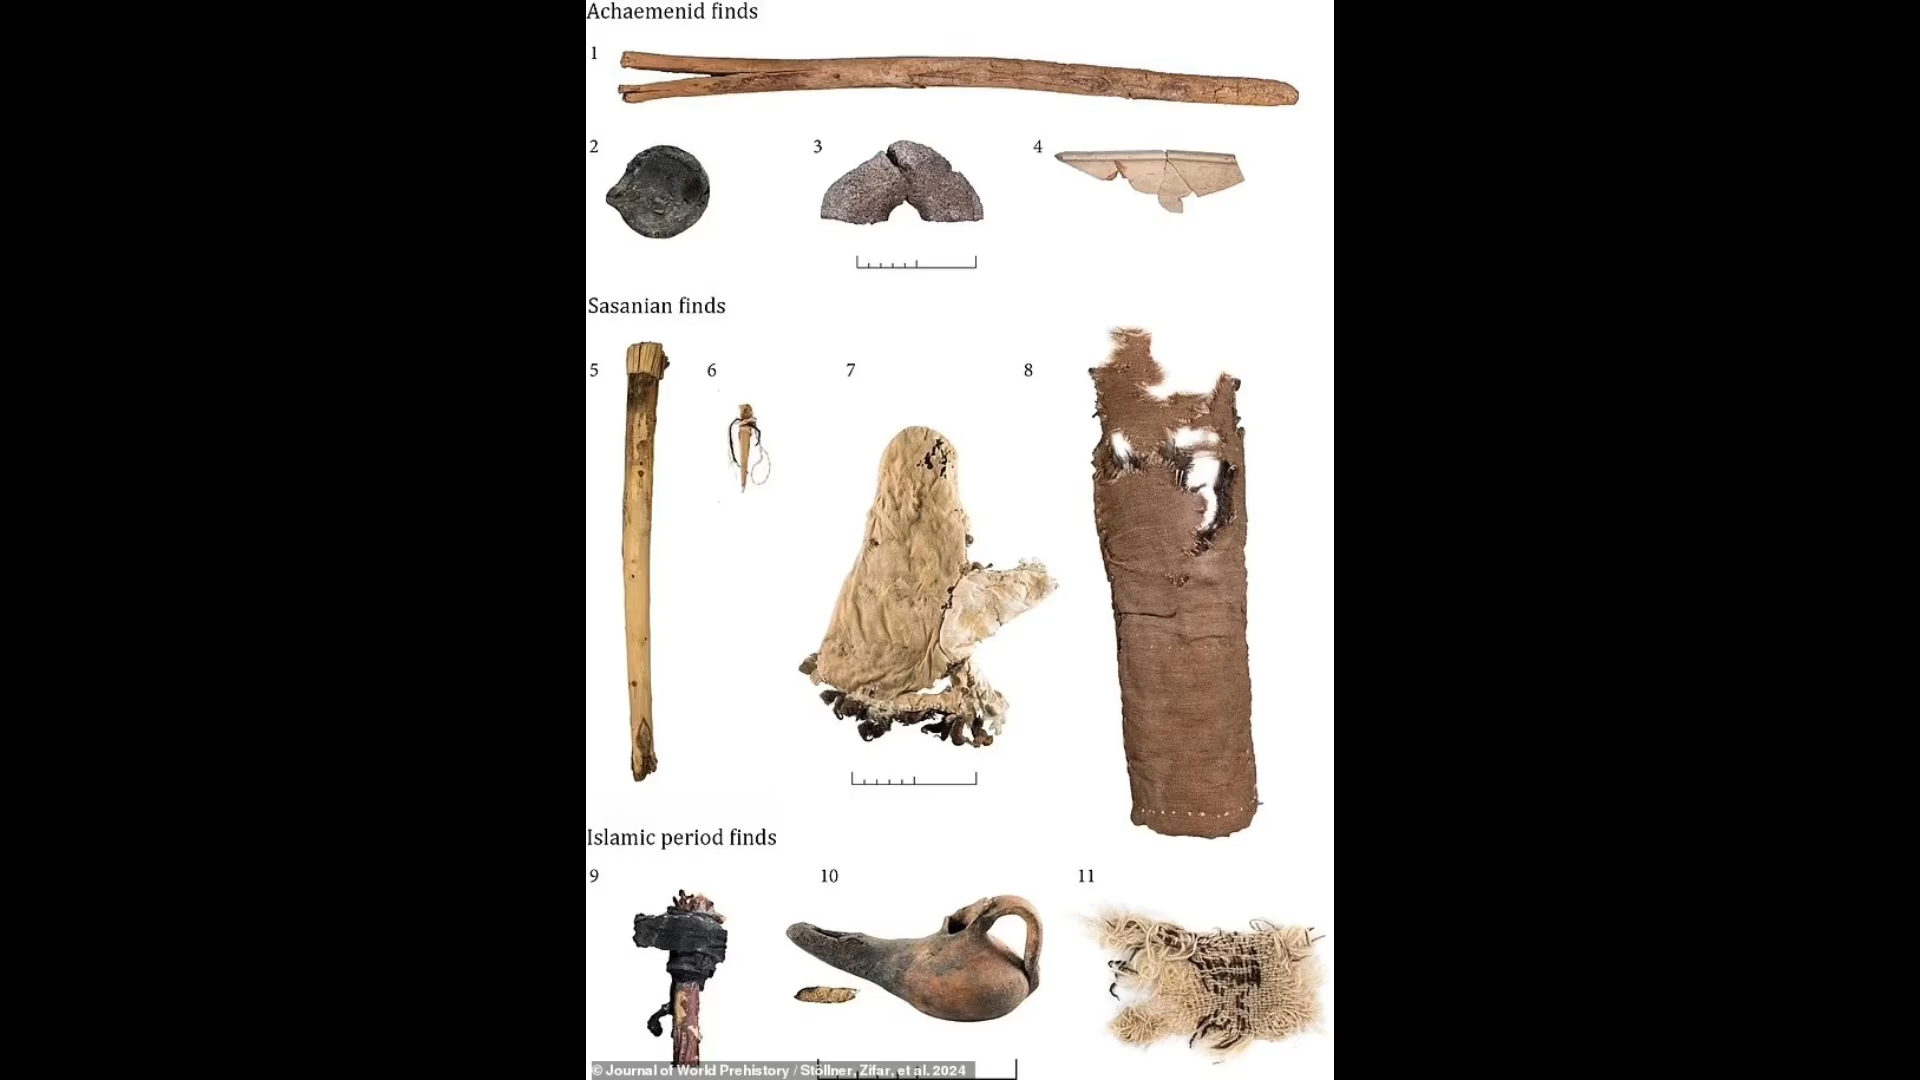 Achaemenid finds
1
2
3
4
Sasanian finds
5
6
7
8
Islamic period finds
9
10
11
© Journal of World Prehistory / Stöllner, Zifar, et al. 2024